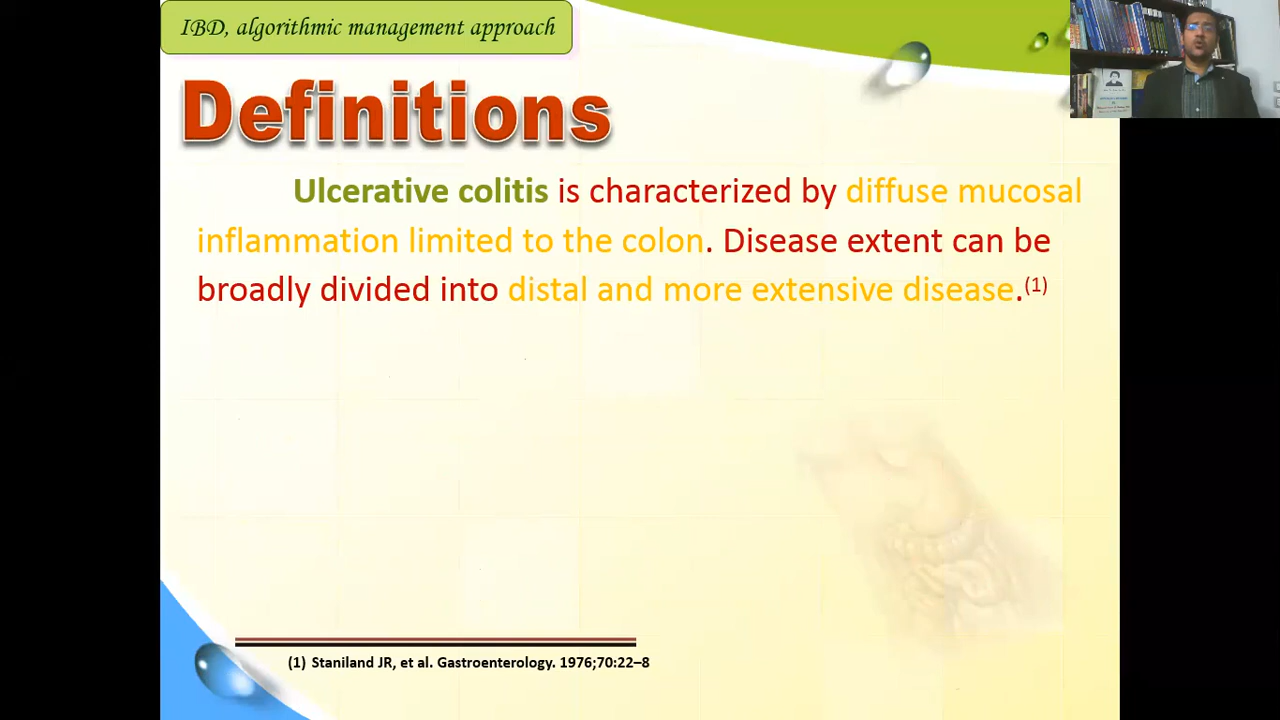 IBD, algorithmic management approach
Definitions
Ulcerative colitis is characterized by diffuse mucosal
inflammation limited to the colon. Disease extent can be
broadly divided into distal and more extensive disease.(1)
(1) Staniland JR, et al. Gastroenterology. 1976;70:22–8